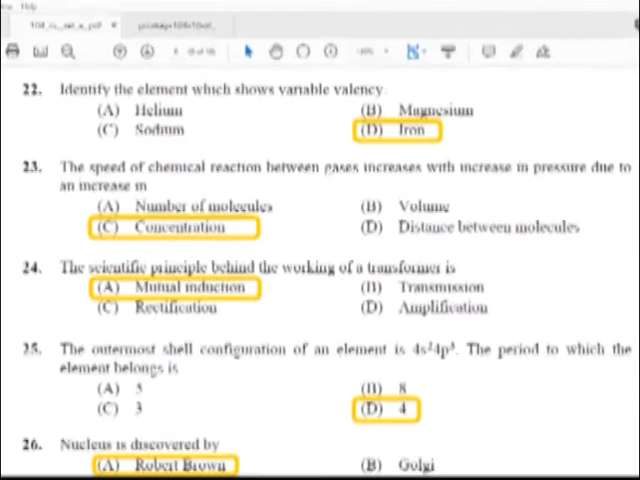 Help
22. Identify the element which shows variable valency.
(A) Helium (B) Magnesium
(C) Sodium (D) Iron
23. The speed of chemical reaction between gases increases with increase in pressure due to
an increase in
(A) Number of molecules (B) Volume
(C) Concentration (D) Distance between molecules
24. The scientific principle behind the working of a transformer is
(A) Mutual induction (B) Transmission
(C) Rectification (D) Amplification
25. The outermost shell configuration of an element is 4s²4p³. The period to which the
element belongs is
(A) 5 (B) 8
(C) 3 (D) 4
26. Nucleus is discovered by
(A) Robert Brown (B) Golgi